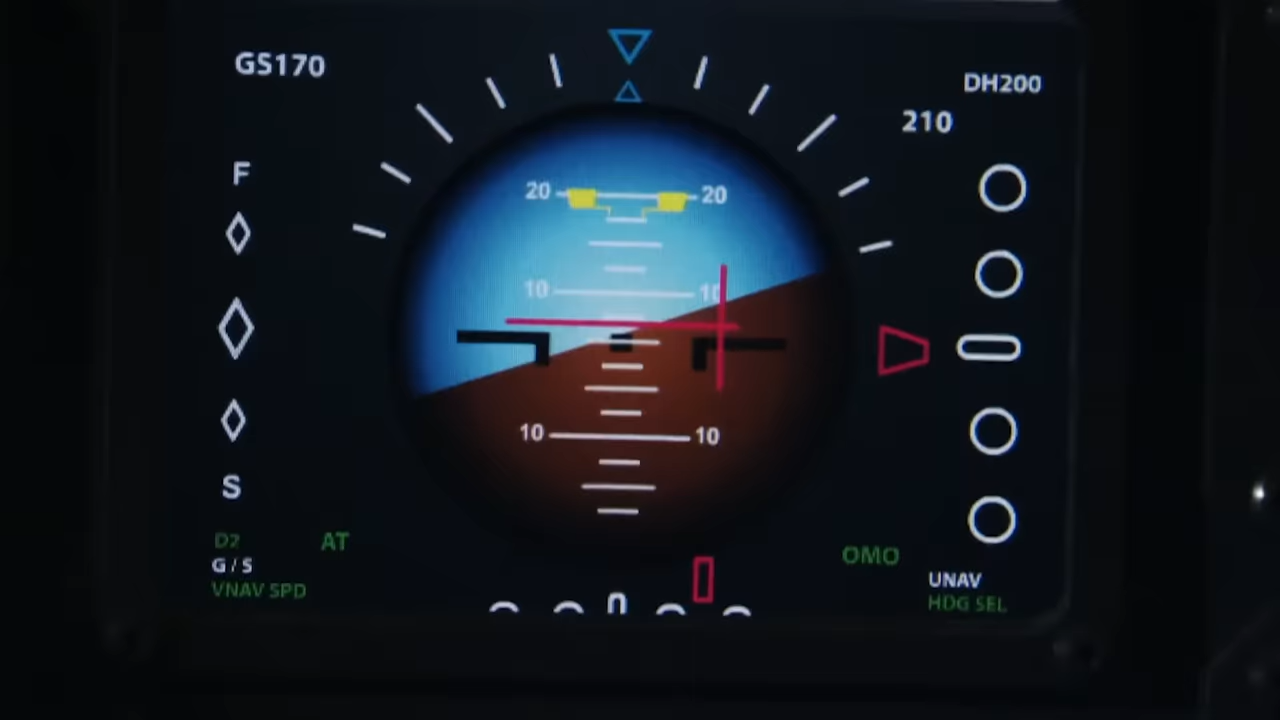 GS170
DH200
210
F
20 20
10 10
10 10
S
D2 AT
G / S
VNAV SPD
OMO
UNAV
HDG SEL